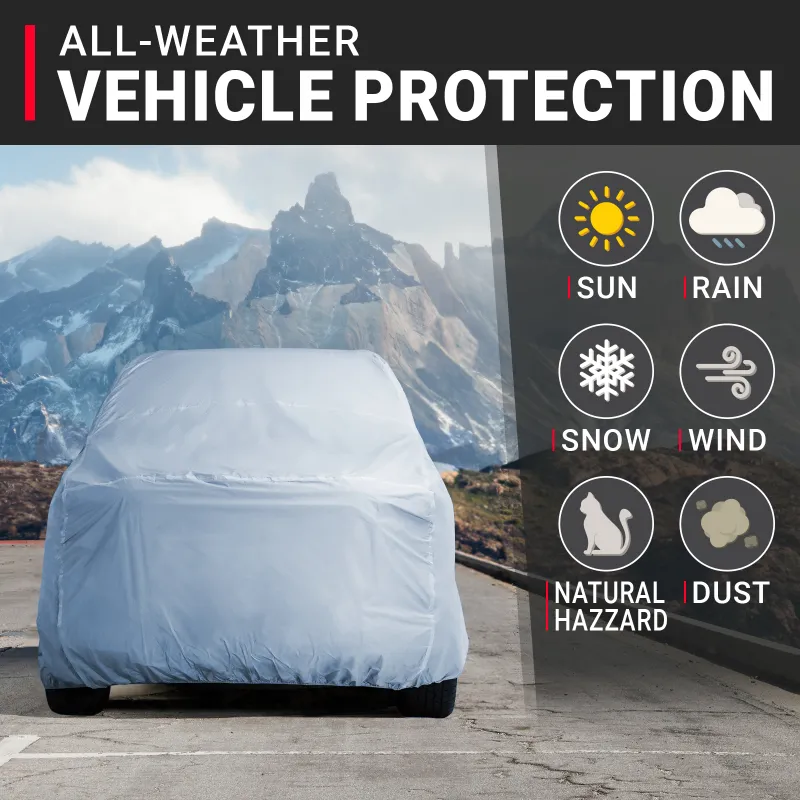 ALL-WEATHER
VEHICLE PROTECTION
SUN
RAIN
SNOW
WIND
NATURAL
HAZZARD
DUST